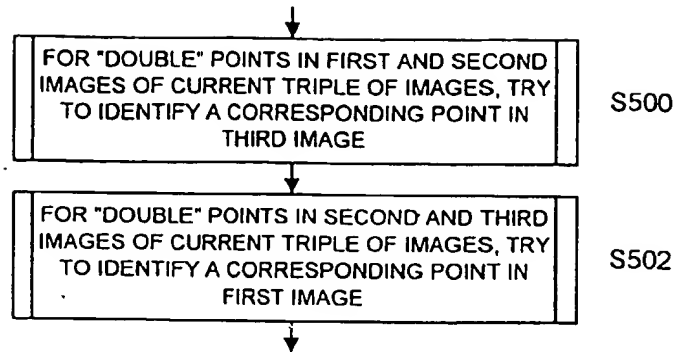 FOR "DOUBLE" POINTS IN FIRST AND SECOND
IMAGES OF CURRENT TRIPLE OF IMAGES, TRY
TO IDENTIFY A CORRESPONDING POINT IN
THIRD IMAGE
S500
FOR "DOUBLE" POINTS IN SECOND AND THIRD
IMAGES OF CURRENT TRIPLE OF IMAGES, TRY
TO IDENTIFY A CORRESPONDING POINT IN
FIRST IMAGE
S502